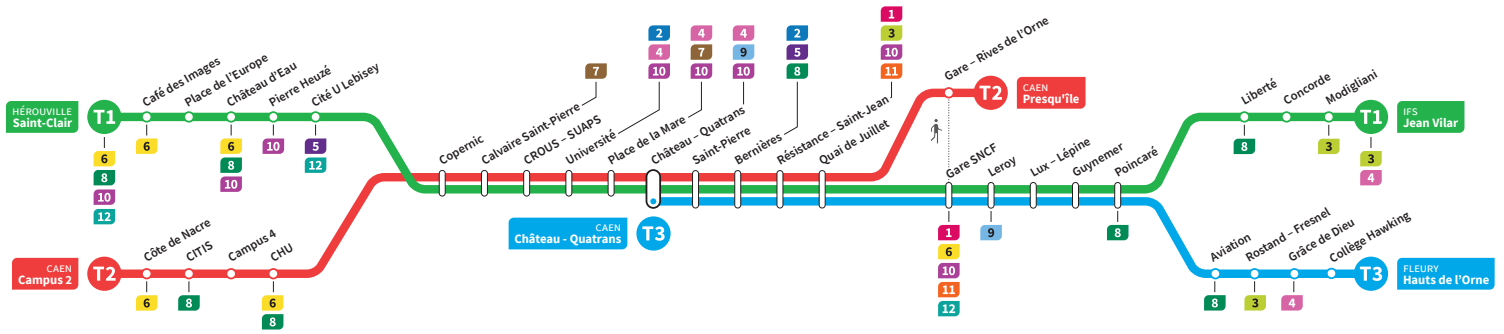 HÉROUVILLE
Saint-Clair
T1
6
8
10
12
Café des Images
6
Place de l'Europe
Château d'Eau
6
8
10
Pierre Heuzé
10
Cité U Lebisey
5
12
CAEN
Campus 2
T2
Côte de Nacre
6
CITIS
8
Campus 4
CHU
6
8
Copernic
Calvaire Saint-Pierre
7
CROUS – SUAPS
Université
2
4
10
Place de la Mare
4
7
10
Château – Quatrans
4
9
10
CAEN
Château - Quatrans
T3
Saint-Pierre
Bernières
2
5
8
Résistance – Saint-Jean
1
3
10
11
Quai de Juillet
Gare – Rives de l'Orne
T2
CAEN
Presqu'île
Gare SNCF
1
6
10
11
12
Leroy
9
Lux – Lépine
Guynemer
Poincaré
8
Liberté
8
Concorde
Modigliani
3
T1
IFS
Jean Vilar
3
4
Aviation
8
Rostand – Fresnel
3
Grâce de Dieu
4
Collège Hawking
T3
FLEURY
Hauts de l'Orne